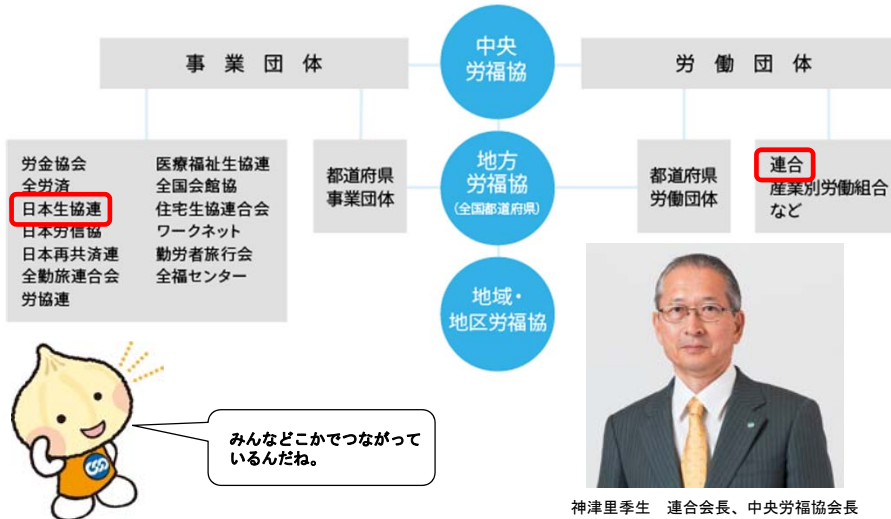 中央
労福協
事業団体
労働団体
労金協会
全労済
日本生協連
日本労信協
日本再共済連
全勤旅連合会
労協連
医療福祉生協連
全国会館協
住宅生協連合会
ワークネット
勤労者旅行会
全福センター
都道府県
事業団体
地方
労福協
(全国都道府県)
都道府県
労働団体
連合
産業別労働組合
など
地域・
地区労福協
みんなどこかでつながって
いるんだね。
神津里季生　連合会長、中央労福協会長